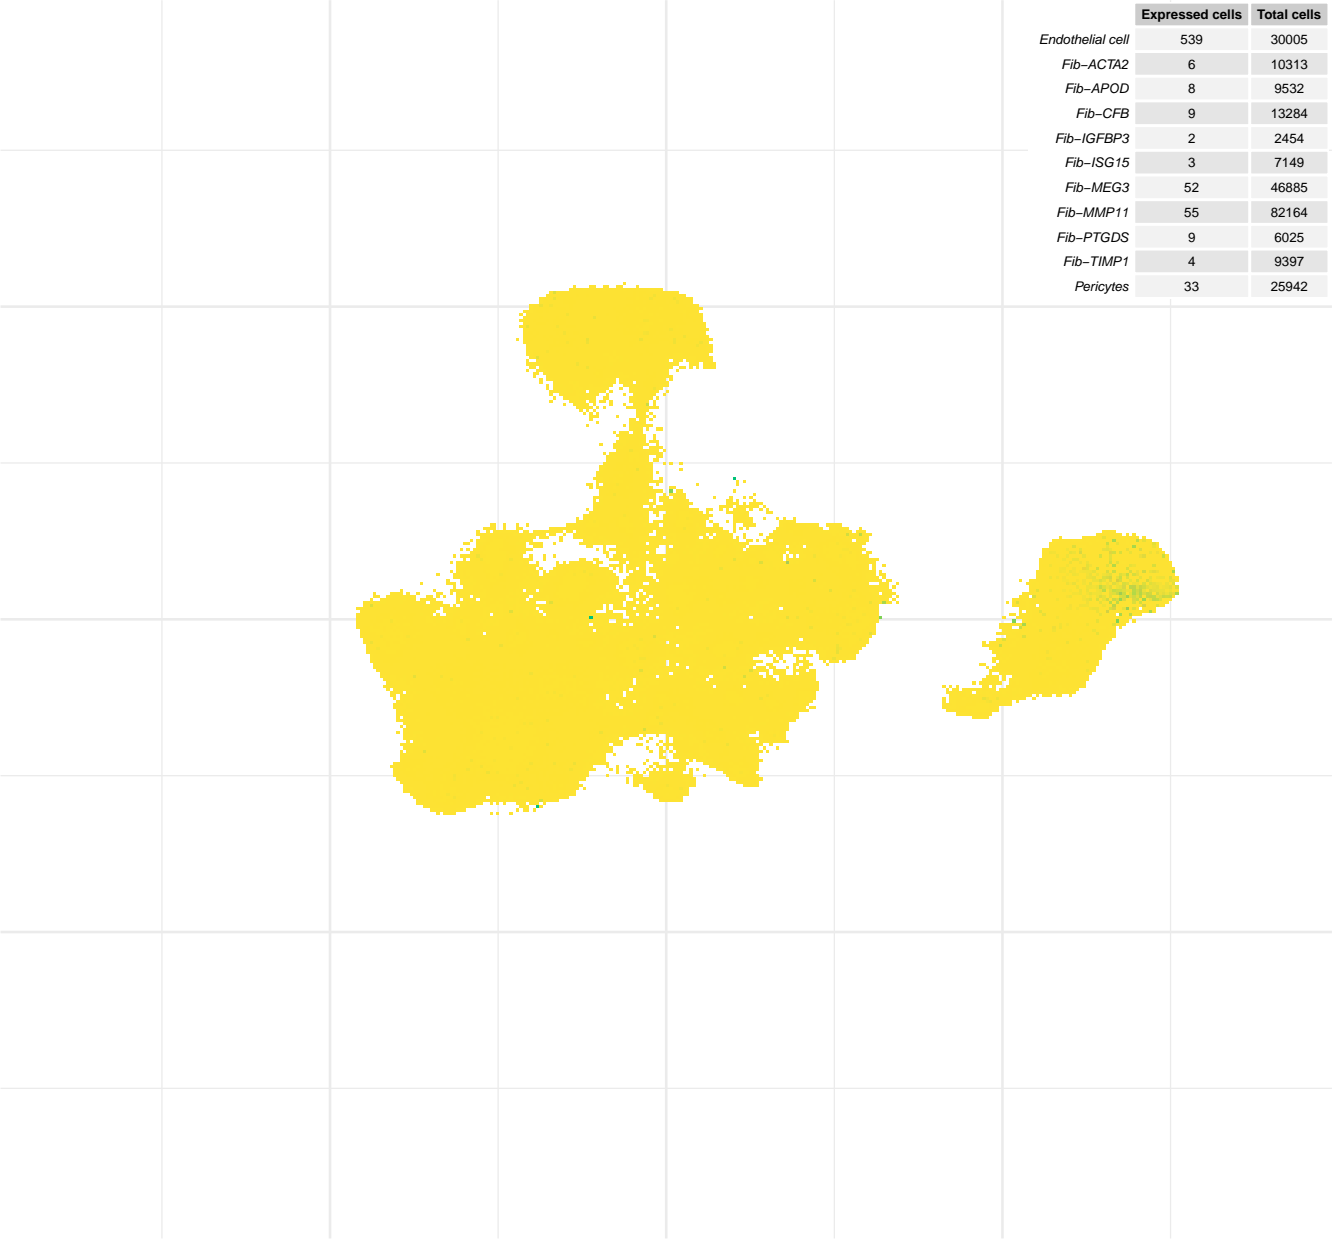 Expressed cells Total cells
Endothelial cell 539 30005
Fib−ACTA2 6 10313
Fib−APOD 8 9532
Fib−CFB 9 13284
Fib−IGFBP3 2 2454
Fib−ISG15 3 7149
Fib−MEG3 52 46885
Fib−MMP11 55 82164
Fib−PTGDS 9 6025
Fib−TIMP1 4 9397
Pericytes 33 25942